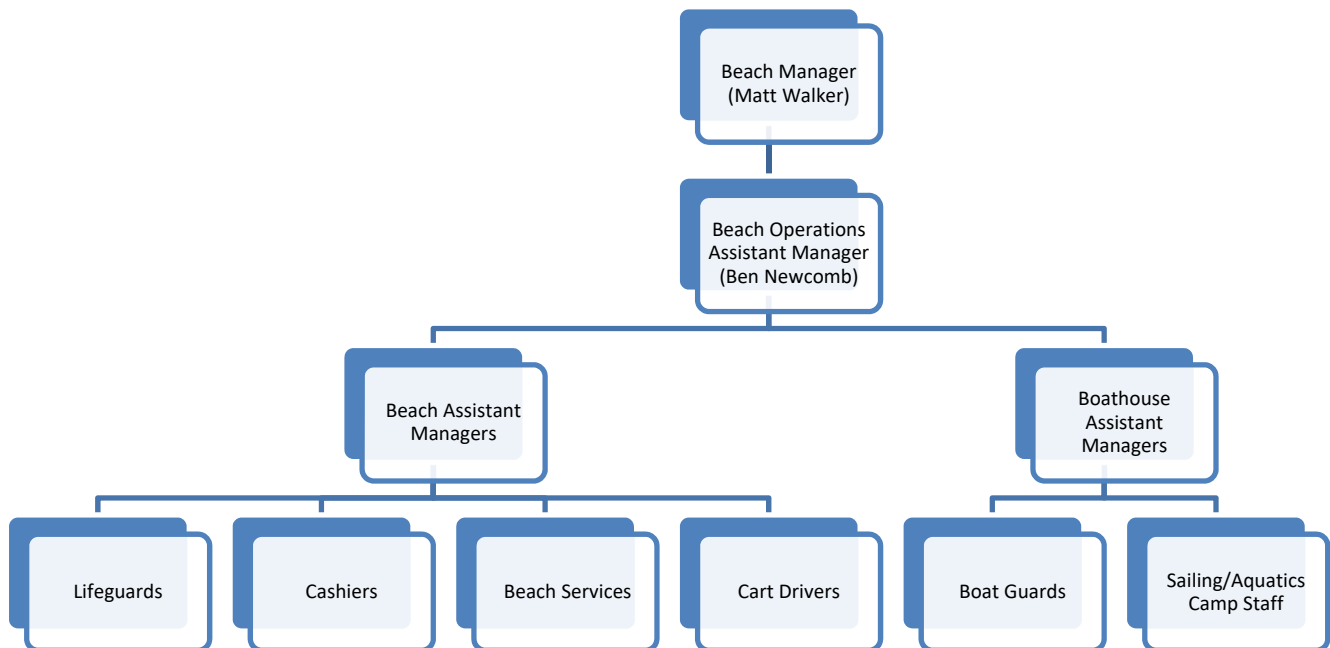 Beach Manager
(Matt Walker)
Beach Operations
Assistant Manager
(Ben Newcomb)
Beach Assistant
Managers
Boathouse
Assistant
Managers
Lifeguards
Cashiers
Beach Services
Cart Drivers
Boat Guards
Sailing/Aquatics
Camp Staff